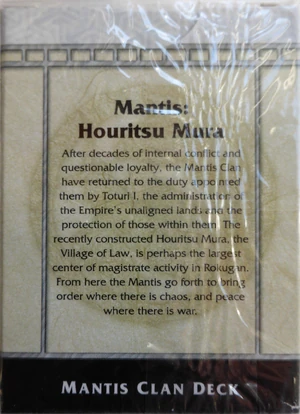 Mantis:
Houritsu Mura
After decades of internal conflict and
questionable loyalty, the Mantis Clan
have returned to the duty appointed
them by Toturi I, the administration of
the Empire's unaligned lands and the
protection of those within them. The
recently constructed Houritsu Mura, the
Village of Law, is perhaps the largest
center of magistrate activity in Rokugan.
From here the Mantis go forth to bring
order where there is chaos, and peace
where there is war.
MANTIS CLAN DECK